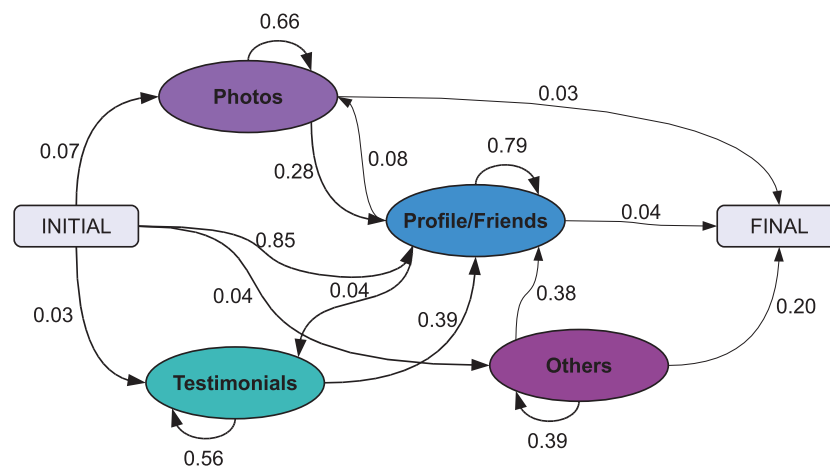 0.66
Photos
0.03
0.07
0.28
0.08
0.79
INITIAL
Profile/Friends
0.04
FINAL
0.85
0.03
0.04
0.04
0.39
0.38
0.20
Testimonials
Others
0.56
0.39